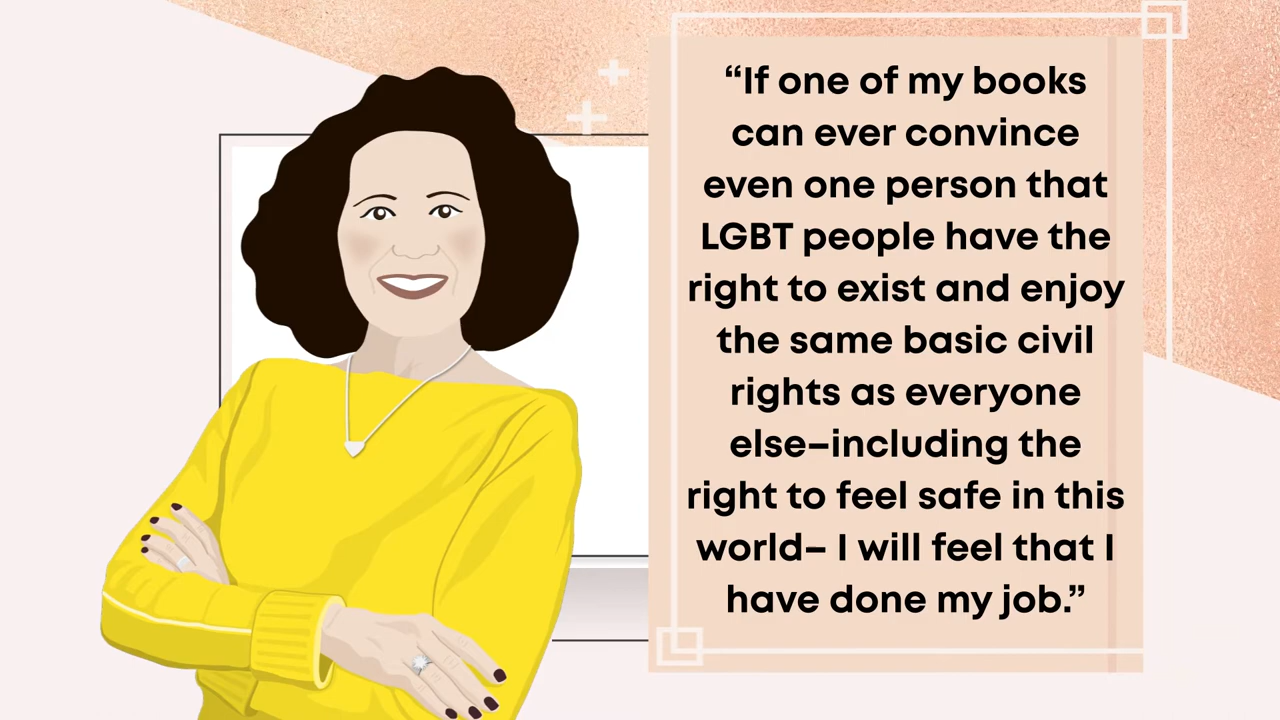 “If one of my books
can ever convince
even one person that
LGBT people have the
right to exist and enjoy
the same basic civil
rights as everyone
else–including the
right to feel safe in this
world– I will feel that I
have done my job.”